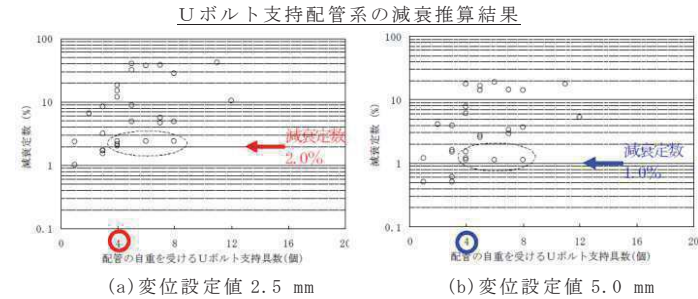 Uボルト支持配管系の減衰推算結果
100
10
1
0.1
減衰定数 (%)
0 4 8 12 16 20
配管の自重を受けるUボルト支持具数(個)
減衰定数
2.0%
(a)変位設定値 2.5 mm
100
10
1
0.1
減衰定数 (%)
0 4 8 12 16 20
配管の自重を受けるUボルト支持具数(個)
減衰定数
1.0%
(b)変位設定値 5.0 mm